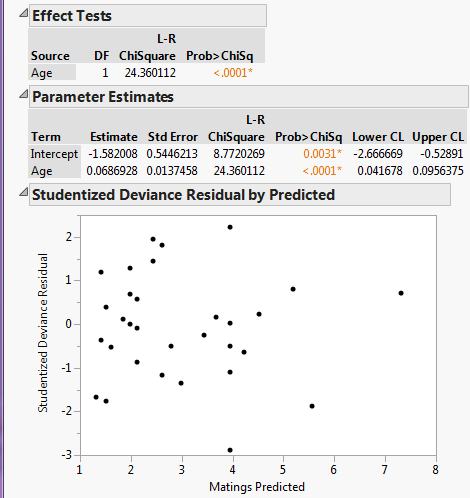 Effect Tests
L-R
Source DF ChiSquare Prob>ChiSq
Age 1 24.360112 <.0001*
Parameter Estimates
L-R
Term Estimate Std Error ChiSquare Prob>ChiSq Lower CL Upper CL
Intercept -1.582008 0.5446213 8.7720269 0.0031* -2.666669 -0.52891
Age 0.0686928 0.0137458 24.360112 <.0001* 0.041678 0.0956375
Studentized Deviance Residual by Predicted
Studentized Deviance Residual
2
1
0
-1
-2
-3
1 2 3 4 5 6 7 8
Matings Predicted